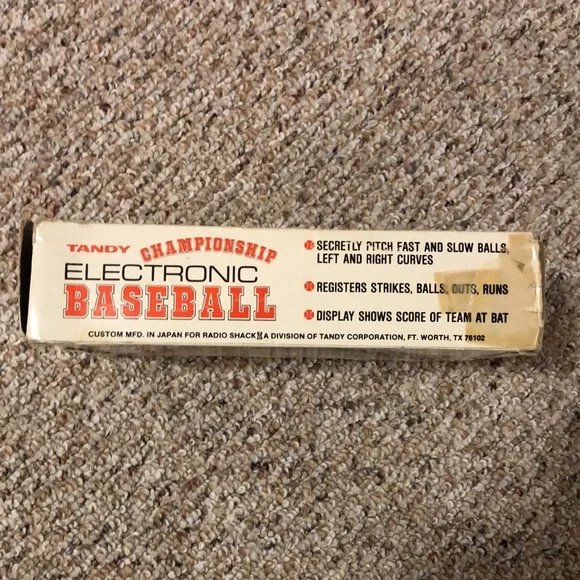 TANDY CHAMPIONSHIP
ELECTRONIC
BASEBALL
SECRETLY PITCH FAST AND SLOW BALLS,
LEFT AND RIGHT CURVES
REGISTERS STRIKES, BALLS, OUTS, RUNS
DISPLAY SHOWS SCORE OF TEAM AT BAT
CUSTOM MFD. IN JAPAN FOR RADIO SHACK A DIVISION OF TANDY CORPORATION, FT. WORTH, TX 76102